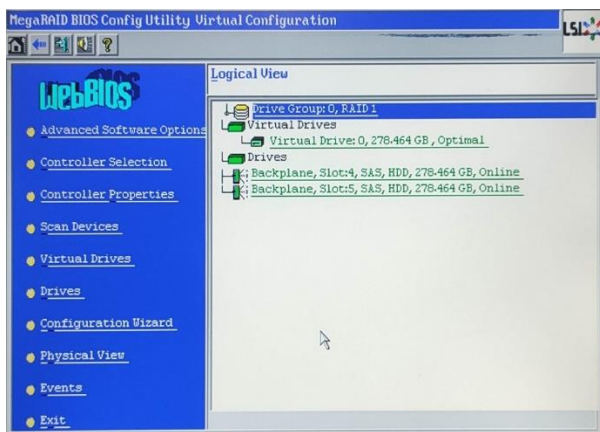 MegaRAID BIOS Config Utility Virtual Configuration
LSI
WebBIOS
Advanced Software Options
Controller Selection
Controller Properties
Scan Devices
Virtual Drives
Drives
Configuration Wizard
Physical View
Events
Exit
Logical View
Drive Group: 0, RAID 1
Virtual Drives
Virtual Drive: 0, 278.464 GB, Optimal
Drives
Backplane, Slot:4, SAS, HDD, 278.464 GB, Online
Backplane, Slot:5, SAS, HDD, 278.464 GB, Online